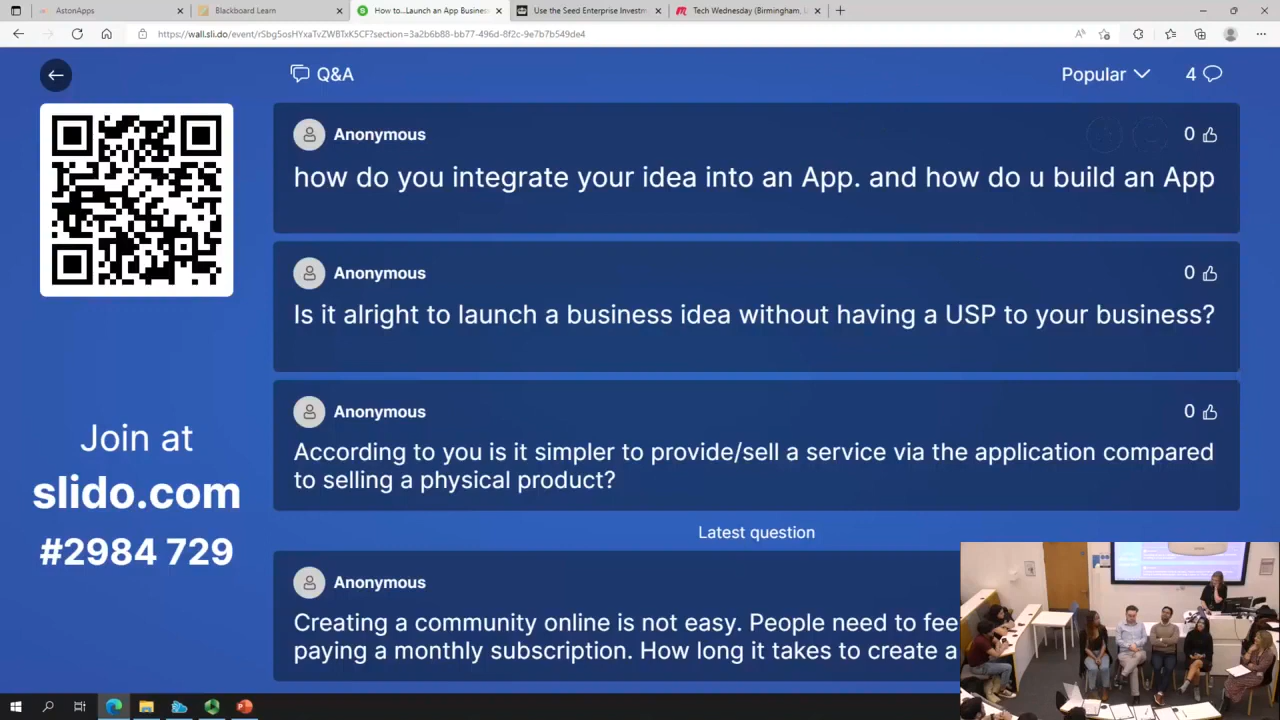 AstonApps
Blackboard Learn
How to...Launch an App Busines
Use the Seed Enterprise Investm
Tech Wednesday (Birmingham, U
https://wall.sli.do/event/rSbg5osHYxaTvZWBTxK5CF?section=3a2b6b88-bb77-496d-8f2c-9e7b7b549de4
Q&A
Popular
4
Anonymous
0
how do you integrate your idea into an App. and how do u build an App
Anonymous
0
Is it alright to launch a business idea without having a USP to your business?
Anonymous
0
According to you is it simpler to provide/sell a service via the application compared
to selling a physical product?
Join at
slido.com
#2984 729
Latest question
Anonymous
Creating a community online is not easy. People need to fee
paying a monthly subscription. How long it takes to create a